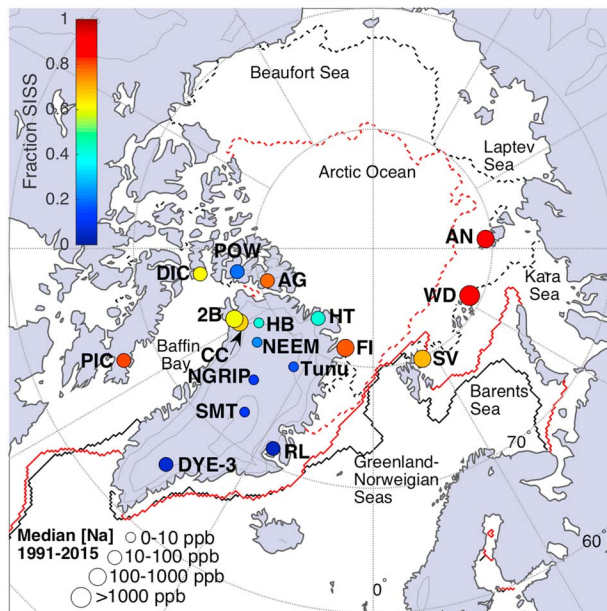 1
0.8
0.6
0.4
0.2
0
Fraction SISS
Beaufort Sea
Laptev
Sea
Arctic Ocean
AN
Kara
Sea
POW
DIC
AG
WD
2B
HB
HT
Baffin
Bay
CC
NEEM
FI
SV
PIC
NGRIP
Tunu
Barents
Sea
SMT
70°
RL
DYE-3
Greenland-
Norweigian
Seas
Median [Na]
1991-2015
0-10 ppb
10-100 ppb
100-1000 ppb
>1000 ppb
60°
0°